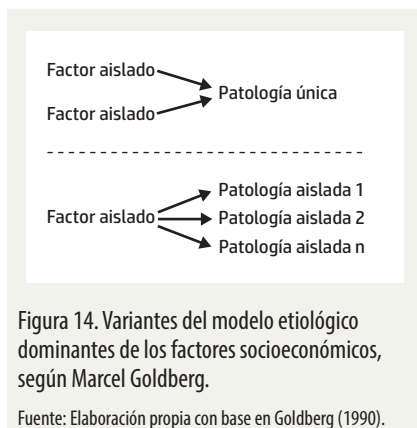 Factor aislado
Patología única
Factor aislado
Patología aislada 1
Factor aislado
Patología aislada 2
Patología aislada n
Figura 14. Variantes del modelo etiológico
dominantes de los factores socioeconómicos,
según Marcel Goldberg.
Fuente: Elaboración propia con base en Goldberg (1990).